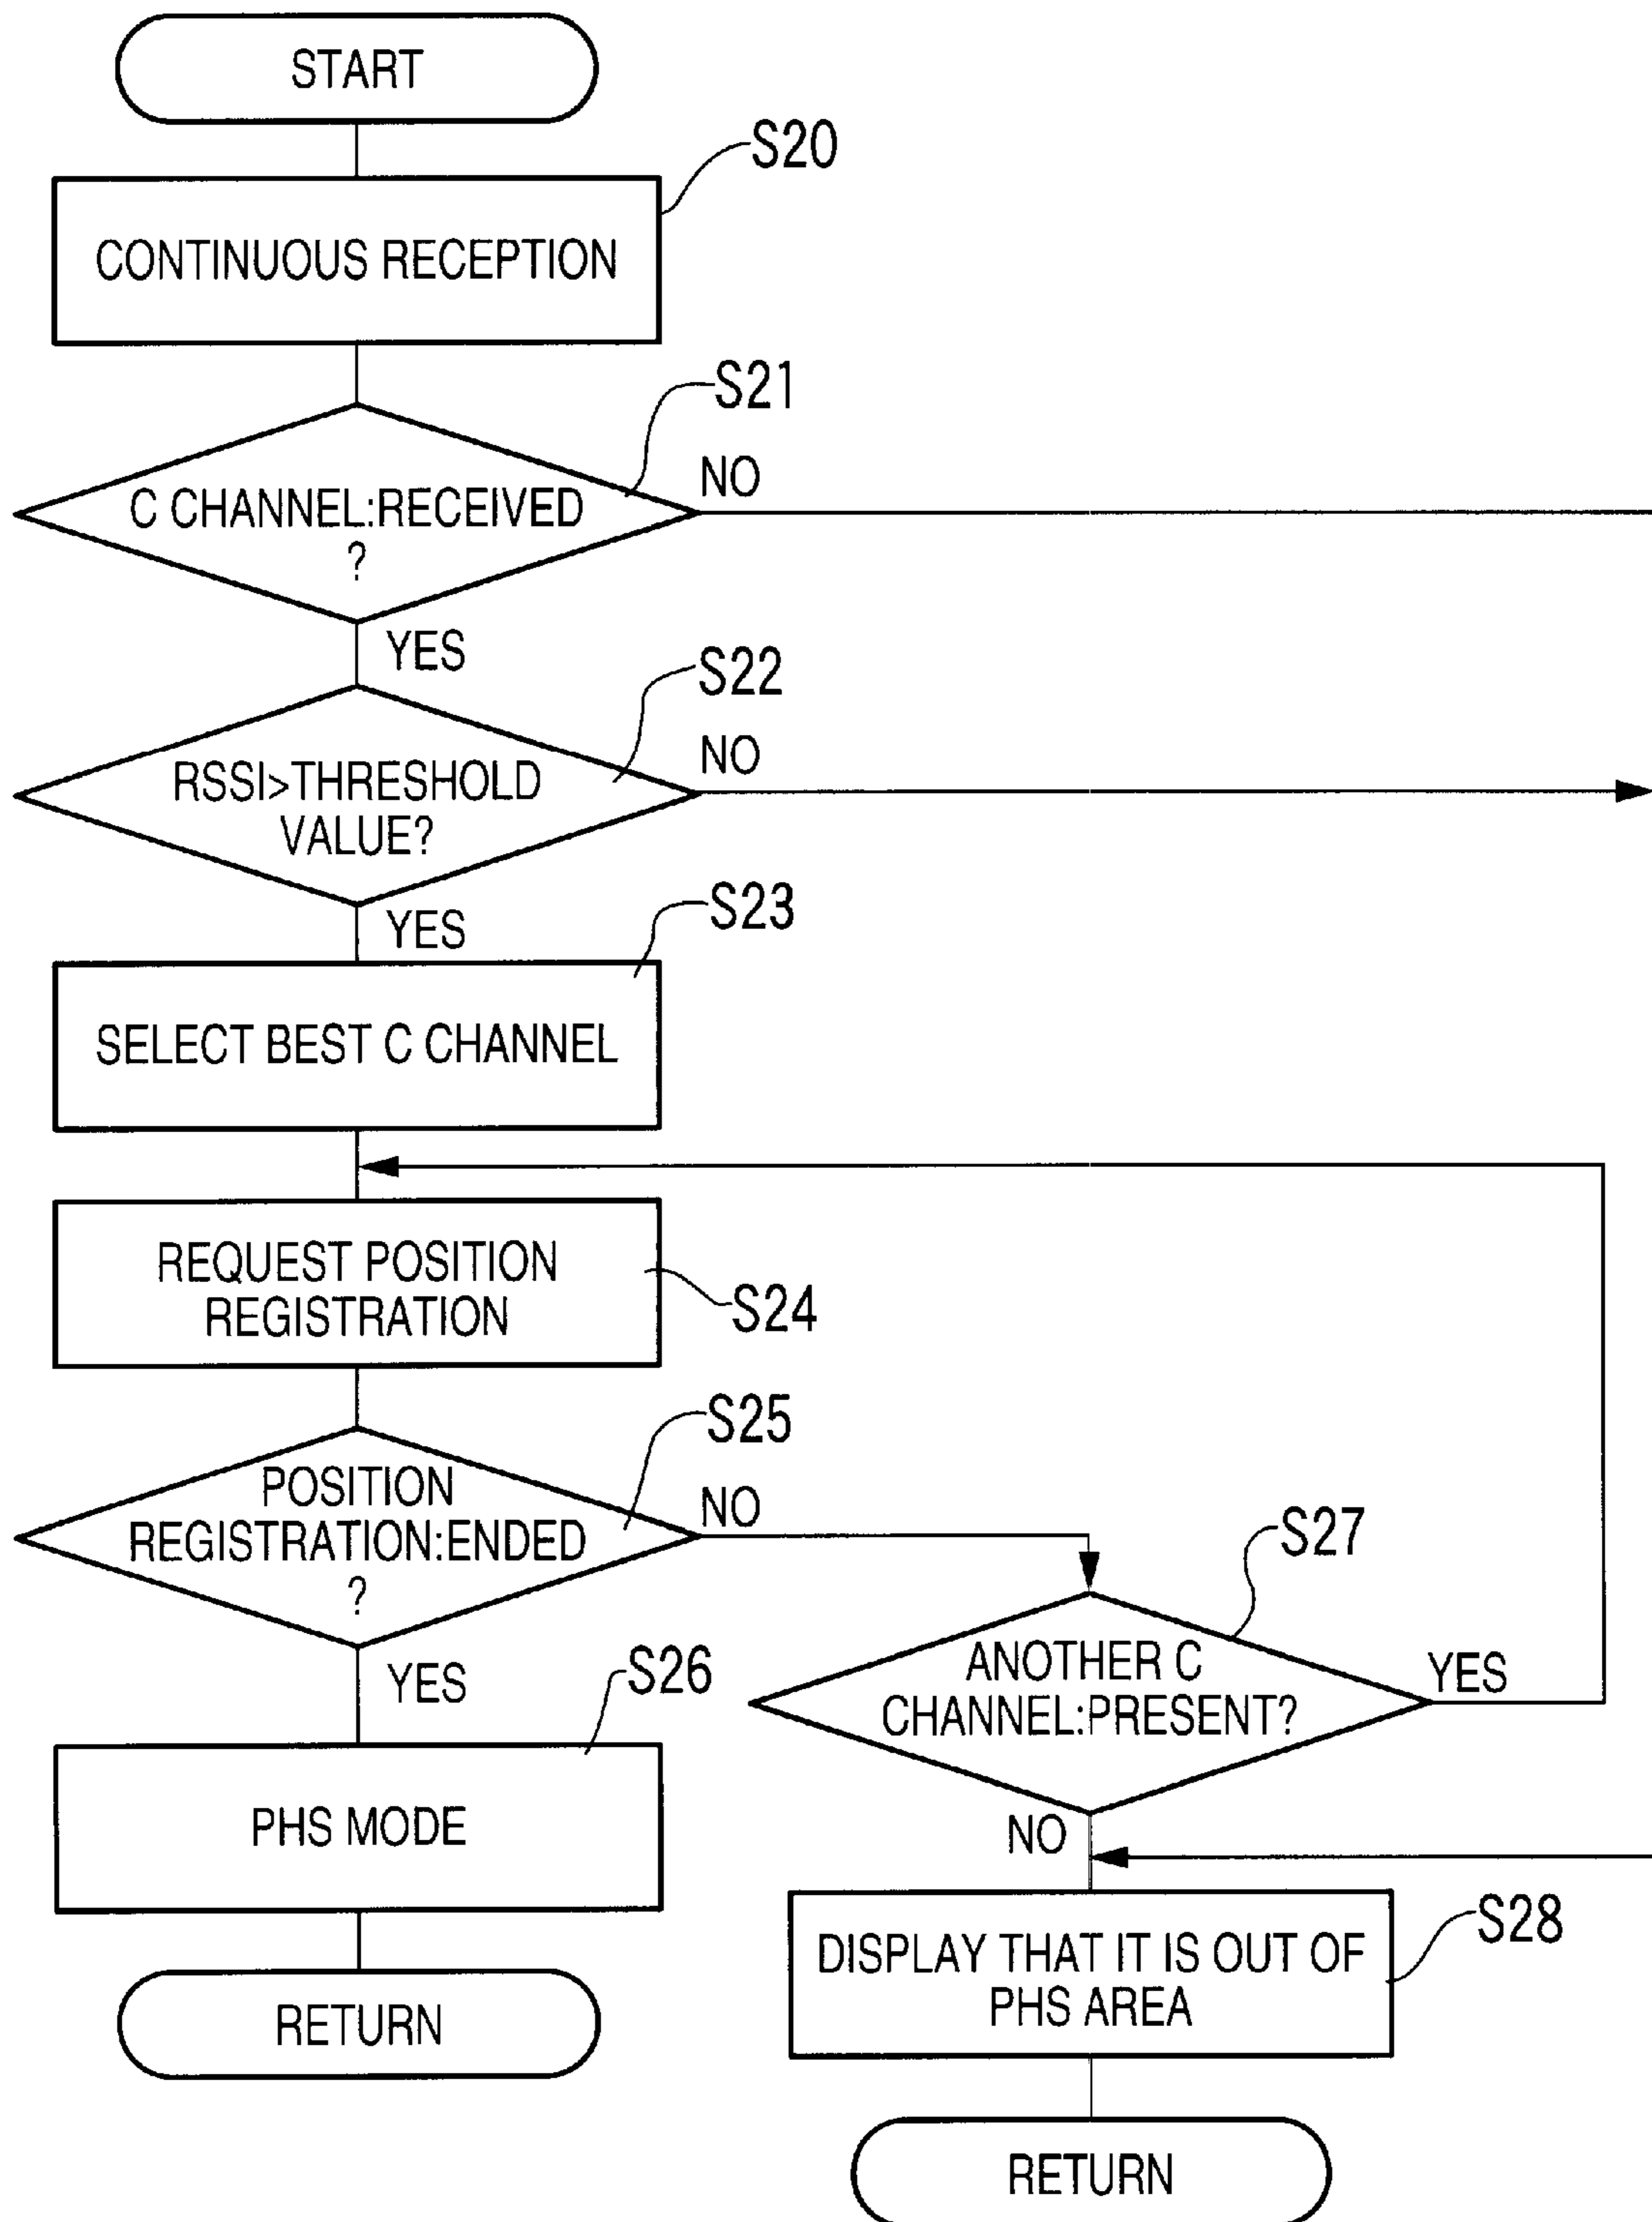 START
S20
CONTINUOUS RECEPTION
S21
C CHANNEL:RECEIVED
?
NO
YES
S22
RSSI>THRESHOLD
VALUE?
NO
YES
S23
SELECT BEST C CHANNEL
REQUEST POSITION
REGISTRATION
S24
S25
POSITION
REGISTRATION:ENDED
?
NO
YES
S26
PHS MODE
RETURN
S27
ANOTHER C
CHANNEL:PRESENT?
YES
NO
S28
DISPLAY THAT IT IS OUT OF
PHS AREA
RETURN